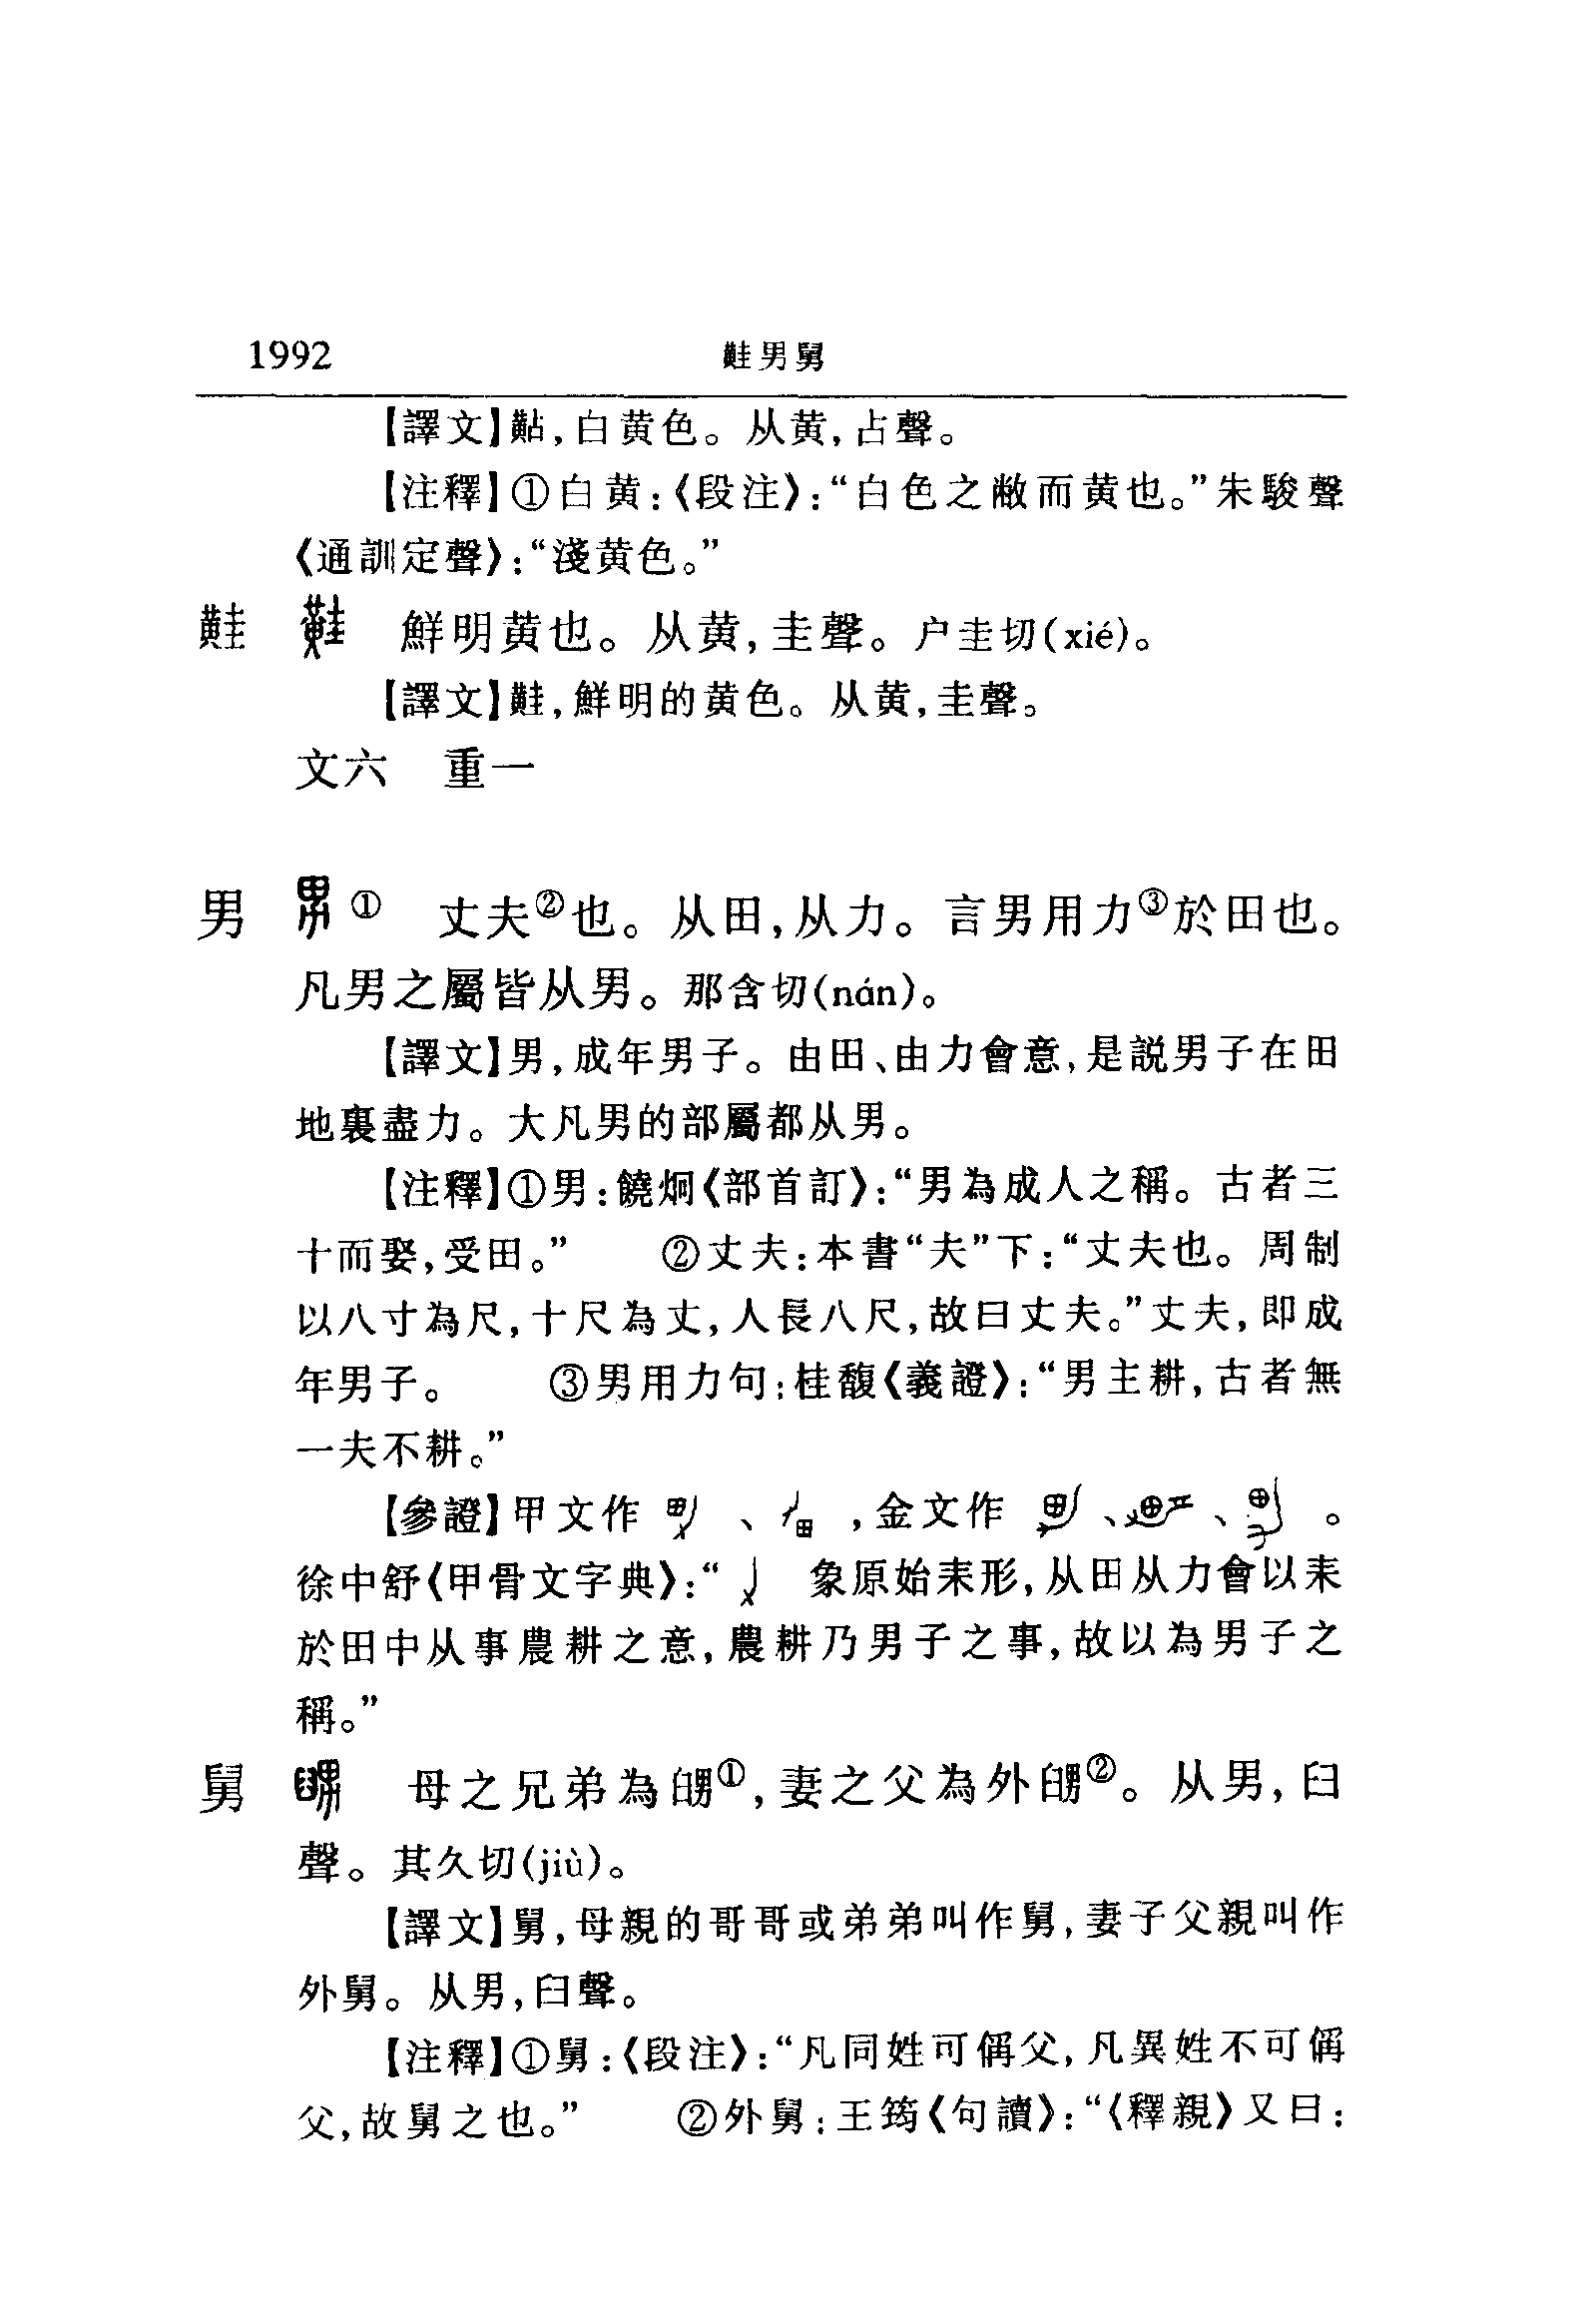 1992 黊男舅
【譯文】黇,白黄色。从黄,占聲。
【注釋】①白黄:《段注》:“白色之敝而黄也。”朱駿聲
《通訓定聲》:“淺黄色。”
黊 鮮明黄也。从黄,圭聲。户圭切(xié)。
【譯文】黊,鮮明的黄色。从黄,圭聲。
文六 重一
男 ① 丈夫②也。从田,从力。言男用力③於田也。
凡男之屬皆从男。那含切(nán)。
【譯文】男,成年男子。由田、由力會意,是説男子在田
地裏盡力。大凡男的部屬都从男。
【注釋】①男:饒炯《部首訂》:“男為成人之稱。古者三
十而娶,受田。” ②丈夫:本書“夫”下:“丈夫也。周制
以八寸為尺,十尺為丈,人長八尺,故曰丈夫。”丈夫,即成
年男子。 ③男用力句:桂馥《義證》:“男主耕,古者無
一夫不耕。”
【參證】甲文作 、 ,金文作 、 、 。
徐中舒《甲骨文字典》:“ 象原始耒形,从田从力會以耒
於田中从事農耕之意,農耕乃男子之事,故以為男子之
稱。”
舅 母之兄弟為舅①,妻之父為外舅②。从男,臼
聲。其久切(jiù)。
【譯文】舅,母親的哥哥或弟弟叫作舅,妻子父親叫作
外舅。从男,臼聲。
【注釋】①舅:《段注》:“凡同姓可偁父,凡異姓不可偁
父,故舅之也。” ②外舅:王筠《句讀》:“《釋親》又曰: